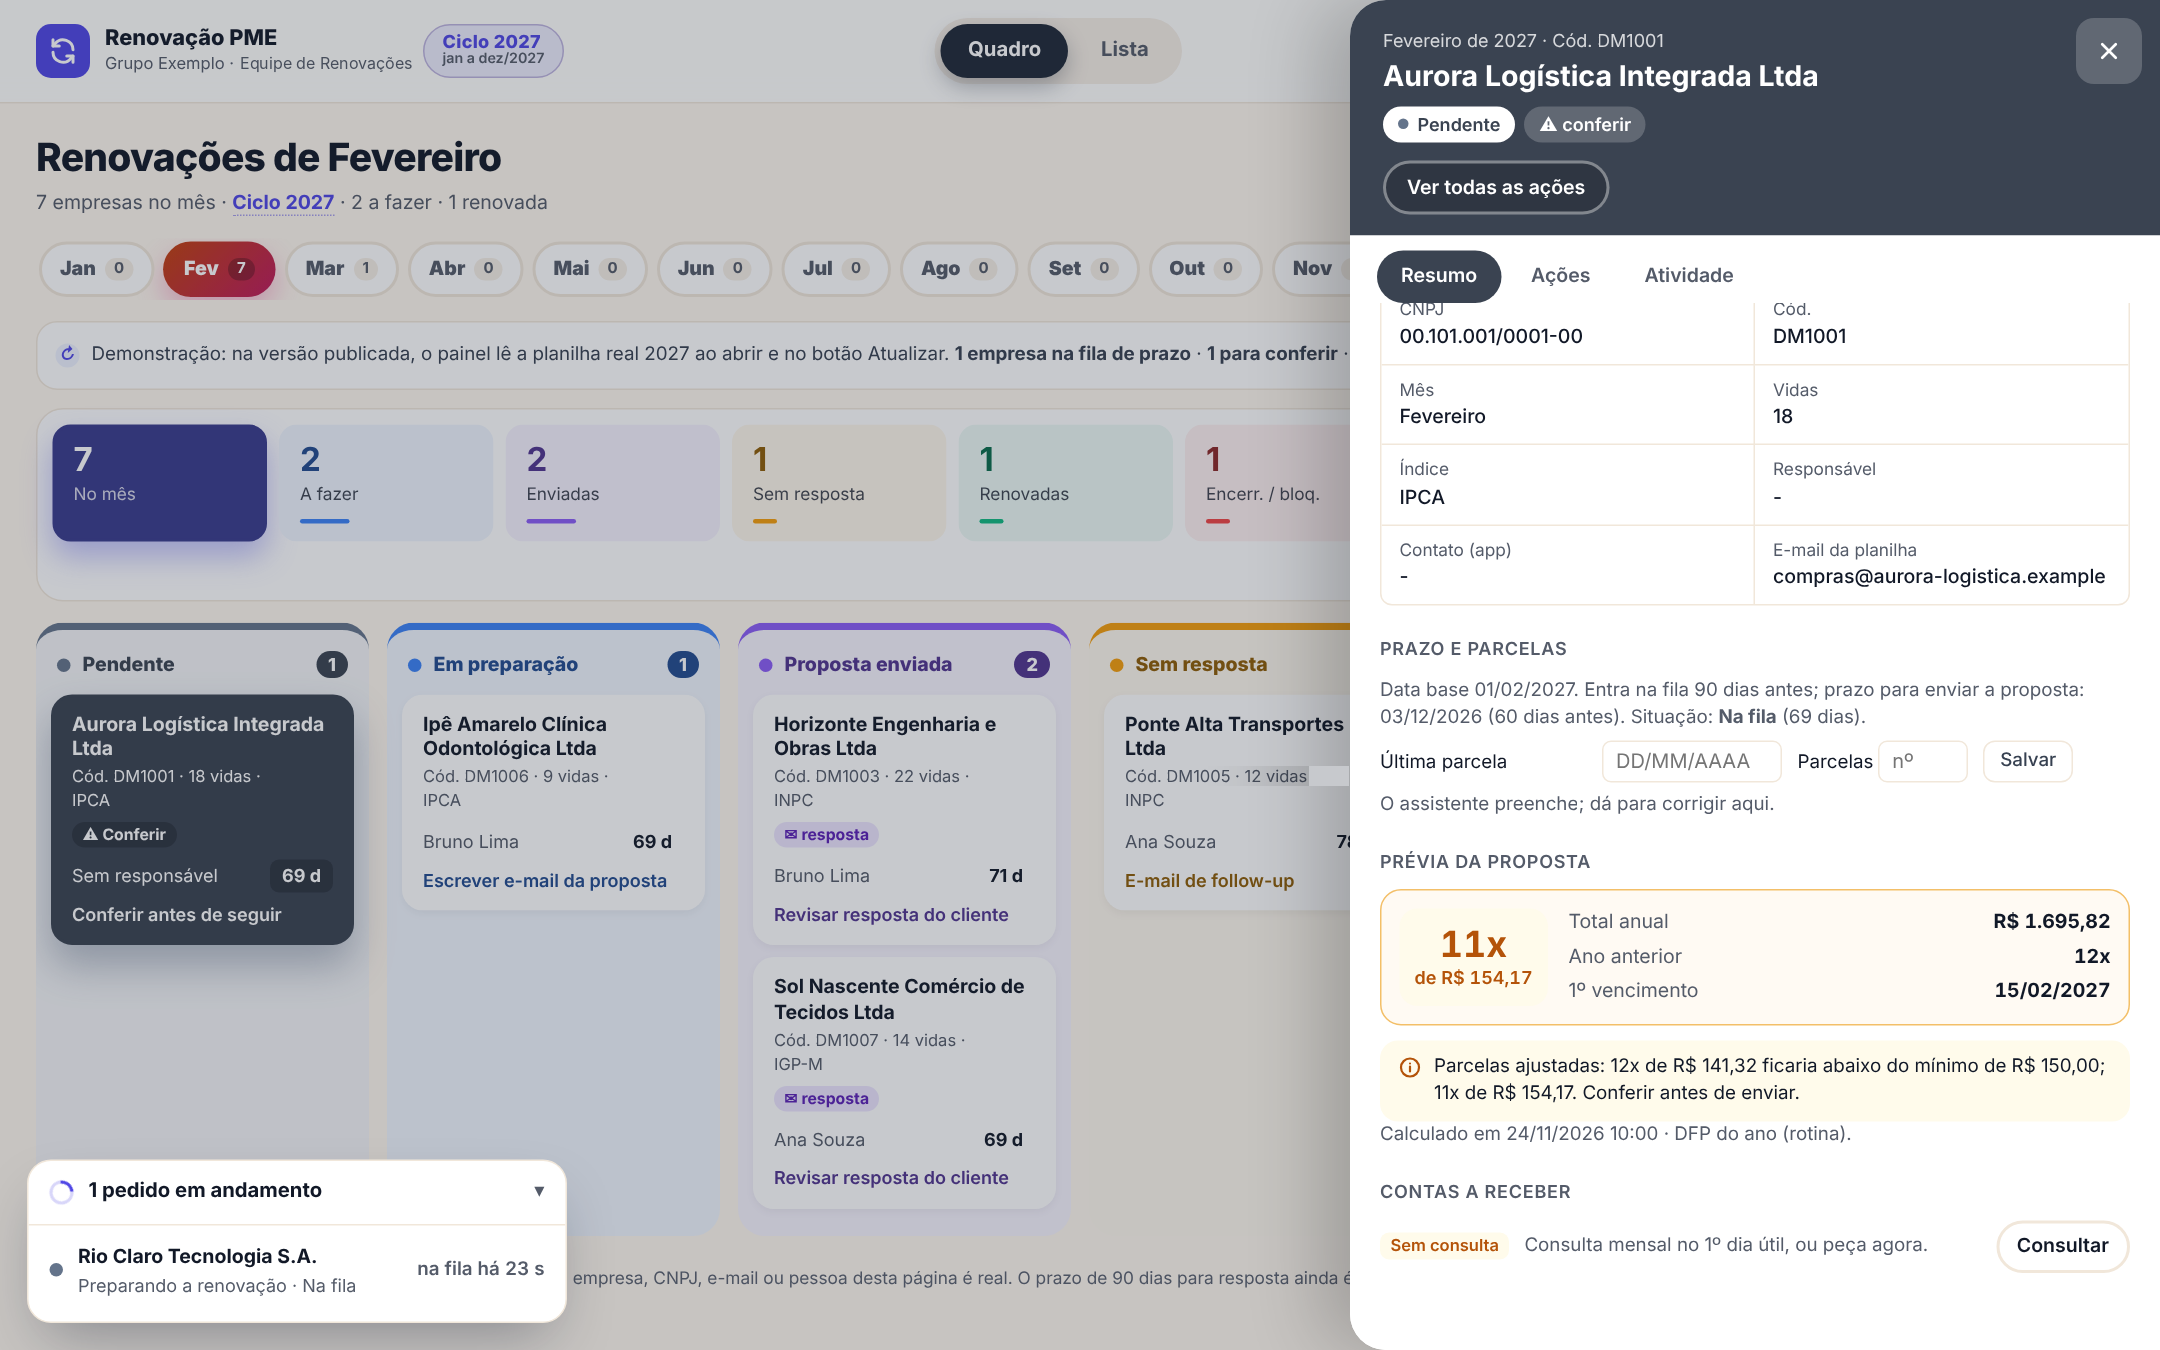 Renovação PME
Grupo Exemplo · Equipe de Renovações
Ciclo 2027
jan a dez/2027
Quadro
Lista
Renovações de Fevereiro
7 empresas no mês · Ciclo 2027 · 2 a fazer · 1 renovada
Jan 0
Fev 7
Mar 1
Abr 0
Mai 0
Jun 0
Jul 0
Ago 0
Set 0
Out 0
Nov
Demonstração: na versão publicada, o painel lê a planilha real 2027 ao abrir e no botão Atualizar. 1 empresa na fila de prazo · 1 para conferir ·
7
No mês
2
A fazer
2
Enviadas
1
Sem resposta
1
Renovadas
1
Encerr. / bloq.
Pendente 1
Aurora Logística Integrada
Ltda
Cód. DM1001 · 18 vidas ·
IPCA
⚠ Conferir
Sem responsável 69 d
Conferir antes de seguir
Em preparação 1
Ipê Amarelo Clínica
Odontológica Ltda
Cód. DM1006 · 9 vidas ·
IPCA
Bruno Lima 69 d
Escrever e-mail da proposta
Proposta enviada 2
Horizonte Engenharia e
Obras Ltda
Cód. DM1003 · 22 vidas ·
INPC
✉ resposta
Bruno Lima 71 d
Revisar resposta do cliente
Sol Nascente Comércio de
Tecidos Ltda
Cód. DM1007 · 14 vidas ·
IGP-M
✉ resposta
Ana Souza 69 d
Revisar resposta do cliente
Sem resposta
Ponte Alta Transportes
Ltda
Cód. DM1005 · 12 vidas
INPC
Ana Souza
E-mail de follow-up
1 pedido em andamento ▼
Rio Claro Tecnologia S.A.
Preparando a renovação · Na fila
na fila há 23 s
empresa, CNPJ, e-mail ou pessoa desta página é real. O prazo de 90 dias para resposta ainda é
Fevereiro de 2027 · Cód. DM1001
Aurora Logística Integrada Ltda
Pendente
⚠ conferir
Ver todas as ações
Resumo
Ações
Atividade
CNPJ
00.101.001/0001-00
Cód.
DM1001
Mês
Fevereiro
Vidas
18
Índice
IPCA
Responsável
-
Contato (app)
-
E-mail da planilha
compras@aurora-logistica.example
PRAZO E PARCELAS
Data base 01/02/2027. Entra na fila 90 dias antes; prazo para enviar a proposta:
03/12/2026 (60 dias antes). Situação: Na fila (69 dias).
Última parcela DD/MM/AAAA Parcelas nº Salvar
O assistente preenche; dá para corrigir aqui.
PRÉVIA DA PROPOSTA
11x
de R$ 154,17
Total anual R$ 1.695,82
Ano anterior 12x
1º vencimento 15/02/2027
Parcelas ajustadas: 12x de R$ 141,32 ficaria abaixo do mínimo de R$ 150,00;
11x de R$ 154,17. Conferir antes de enviar.
Calculado em 24/11/2026 10:00 · DFP do ano (rotina).
CONTAS A RECEBER
Sem consulta Consulta mensal no 1º dia útil, ou peça agora. Consultar